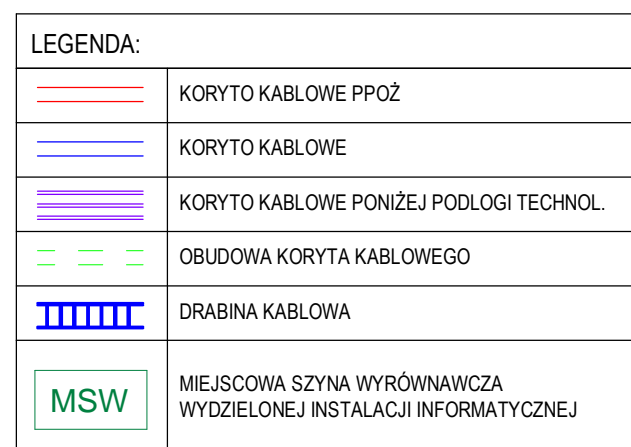 LEGENDA:
KORYTO KABLOWE PPOŻ
KORYTO KABLOWE
KORYTO KABLOWE PONIŻEJ PODLOGI TECHNOL.
OBUDOWA KORYTA KABLOWEGO
DRABINA KABLOWA
MSW
MIEJSCOWA SZYNA WYRÓWNAWCZA
WYDZIELONEJ INSTALACJI INFORMATYCZNEJ